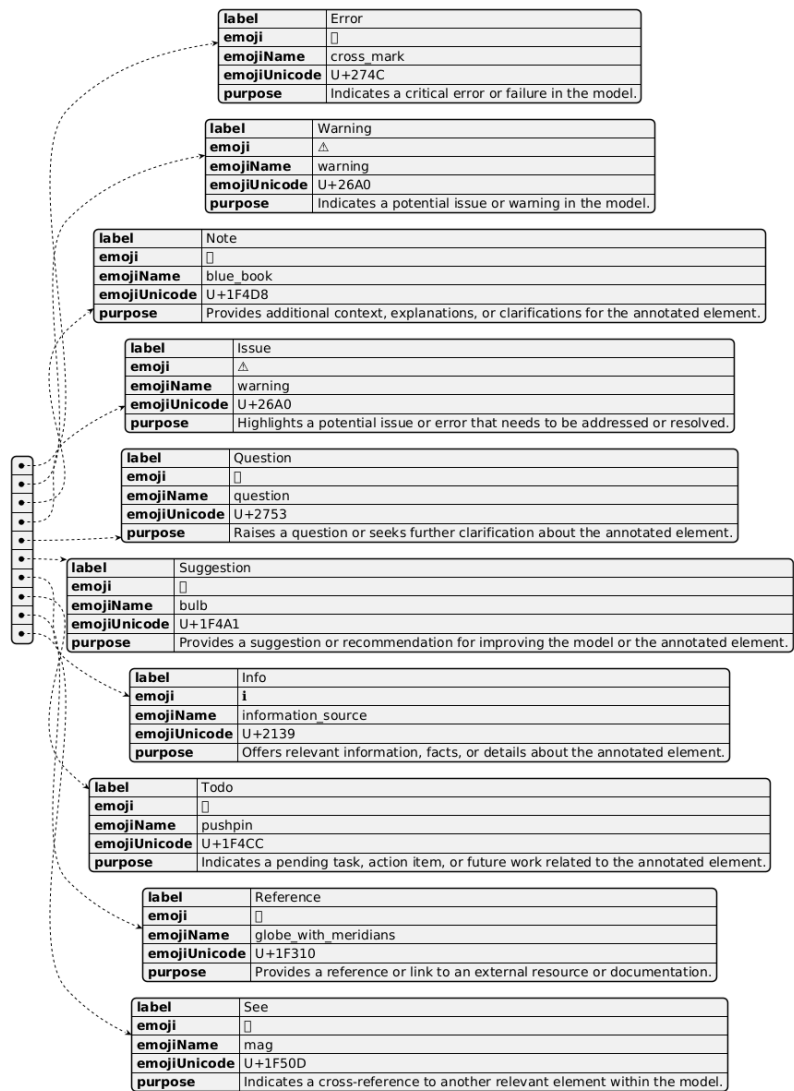 label Error
emoji
emojiName cross_mark
emojiUnicode U+274C
purpose Indicates a critical error or failure in the model.
label Warning
emoji ⚠
emojiName warning
emojiUnicode U+26A0
purpose Indicates a potential issue or warning in the model.
label Note
emoji
emojiName blue_book
emojiUnicode U+1F4D8
purpose Provides additional context, explanations, or clarifications for the annotated element.
label Issue
emoji ⚠
emojiName warning
emojiUnicode U+26A0
purpose Highlights a potential issue or error that needs to be addressed or resolved.
label Question
emoji
emojiName question
emojiUnicode U+2753
purpose Raises a question or seeks further clarification about the annotated element.
label Suggestion
emoji
emojiName bulb
emojiUnicode U+1F4A1
purpose Provides a suggestion or recommendation for improving the model or the annotated element.
label Info
emoji ℹ
emojiName information_source
emojiUnicode U+2139
purpose Offers relevant information, facts, or details about the annotated element.
label Todo
emoji
emojiName pushpin
emojiUnicode U+1F4CC
purpose Indicates a pending task, action item, or future work related to the annotated element.
label Reference
emoji
emojiName globe_with_meridians
emojiUnicode U+1F310
purpose Provides a reference or link to an external resource or documentation.
label See
emoji
emojiName mag
emojiUnicode U+1F50D
purpose Indicates a cross-reference to another relevant element within the model.